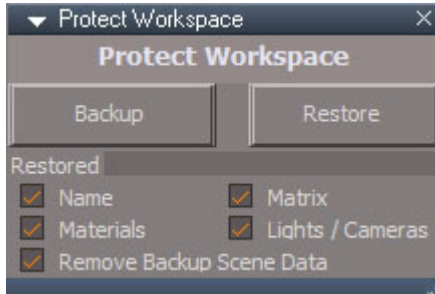 Protect Workspace
Protect Workspace
Backup Restore
Restored
Name Matrix
Materials Lights / Cameras
Remove Backup Scene Data